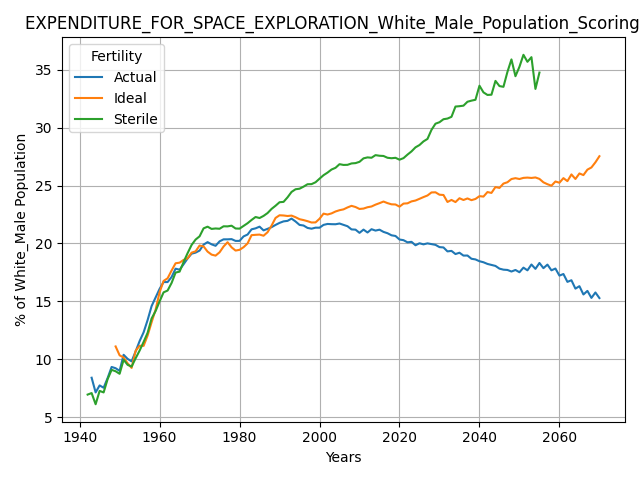 EXPENDITURE_FOR_SPACE_EXPLORATION_White_Male_Population_Scoring
Fertility
Actual
Ideal
Sterile
% of White_Male Population
35
30
25
20
15
10
5
1940 1960 1980 2000 2020 2040 2060
Years